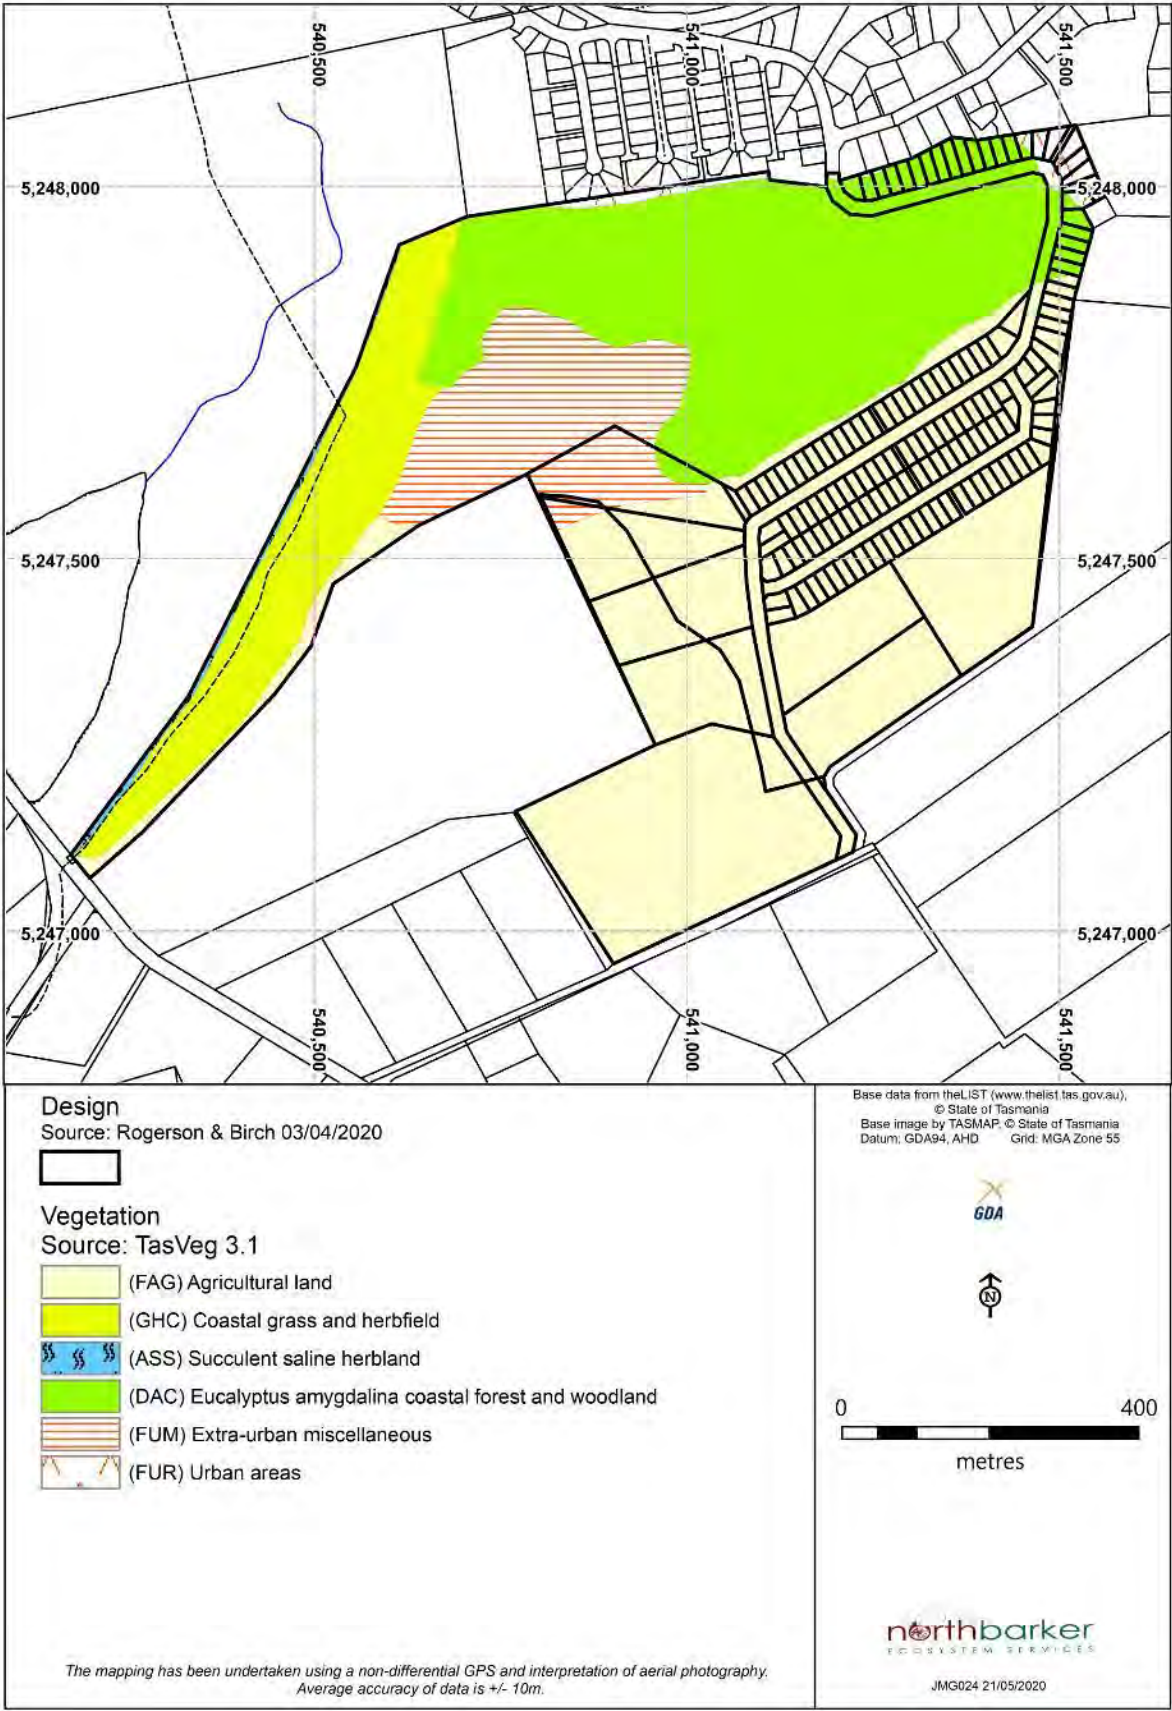 540,500
541,000
541,500
5,248,000
5,248,000
5,247,500
5,247,500
5,247,000
5,247,000
540,500
541,000
541,500
Design
Source: Rogerson & Birch 03/04/2020
Vegetation
Source: TasVeg 3.1
(FAG) Agricultural land
(GHC) Coastal grass and herbfield
(ASS) Succulent saline herbland
(DAC) Eucalyptus amygdalina coastal forest and woodland
(FUM) Extra-urban miscellaneous
(FUR) Urban areas
The mapping has been undertaken using a non-differential GPS and interpretation of aerial photography.
Average accuracy of data is +/- 10m.
Base data from theLIST (www.thelist.tas.gov.au),
© State of Tasmania
Base image by TASMAP, © State of Tasmania
Datum: GDA94, AHD Grid: MGA Zone 55
GDA
N
0 400
metres
northbarker
ECOSYSTEM SERVICES
JMG024 21/05/2020